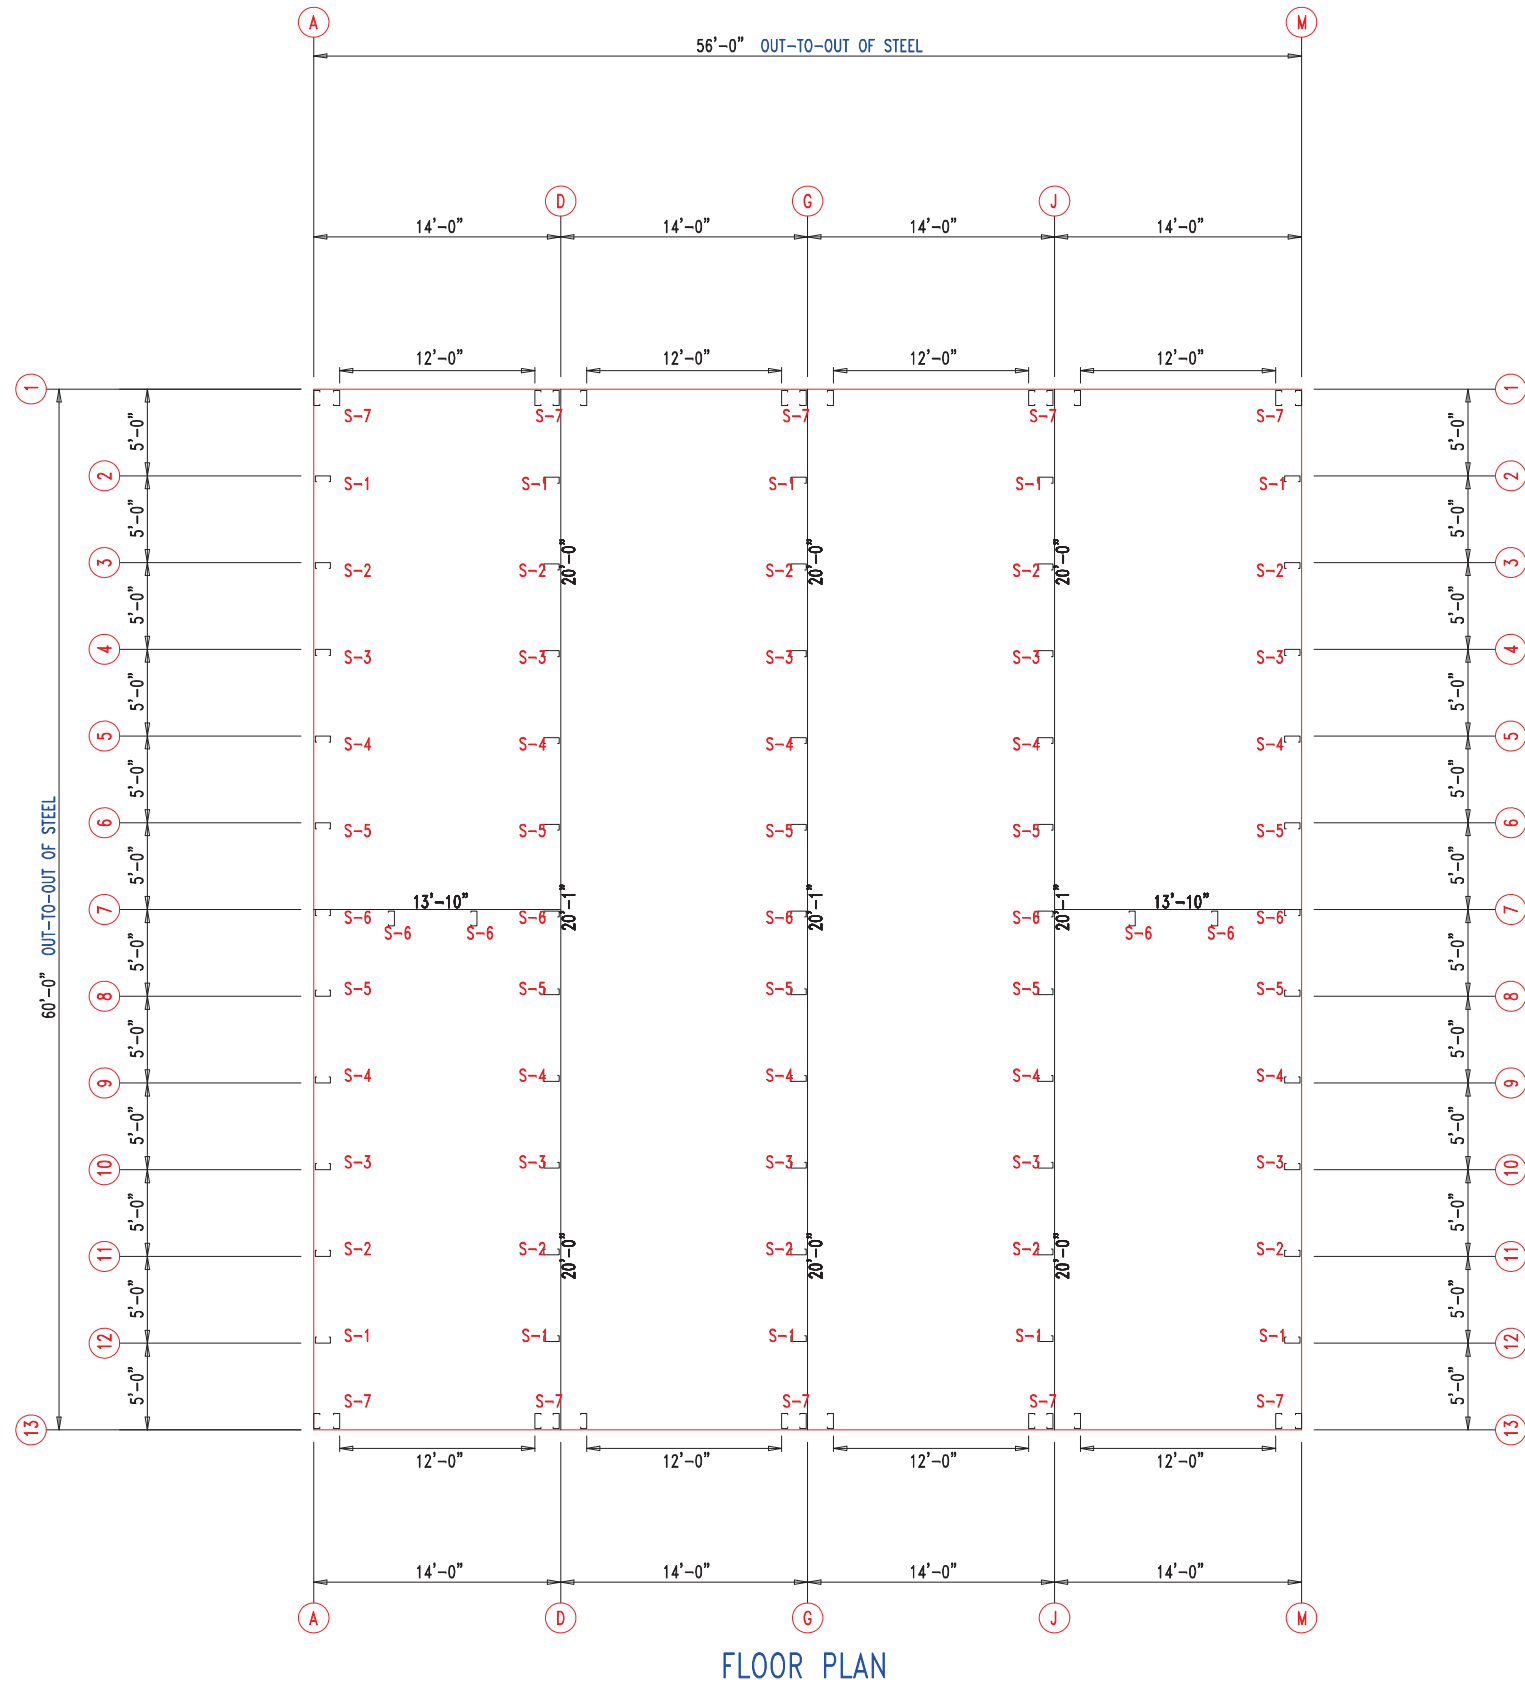 A M
56'-0" OUT-TO-OUT OF STEEL
D G J
14'-0" 14'-0" 14'-0" 14'-0"
12'-0" 12'-0" 12'-0" 12'-0"
1 1
S-7 S-7 S-7 S-7 S-7
5'-0" 5'-0"
2 S-1 S-1 S-1 S-1 S-1 2
5'-0" 5'-0"
20'-0" 20'-0" 20'-0"
3 S-2 S-2 S-2 S-2 S-2 3
5'-0" 5'-0"
4 S-3 S-3 S-3 S-3 S-3 4
5'-0" 5'-0"
5 S-4 S-4 S-4 S-4 S-4 5
5'-0" 5'-0"
6 S-5 S-5 S-5 S-5 S-5 6
5'-0" 5'-0"
60'-0" OUT-TO-OUT OF STEEL
13'-10" 13'-10"
20'-1" 20'-1" 20'-1"
7 S-6 S-6 S-6 S-6 S-6 7
S-6 S-6 S-6 S-6
5'-0" 5'-0"
8 S-5 S-5 S-5 S-5 S-5 8
5'-0" 5'-0"
9 S-4 S-4 S-4 S-4 S-4 9
5'-0" 5'-0"
10 S-3 S-3 S-3 S-3 S-3 10
5'-0" 5'-0"
11 S-2 S-2 S-2 S-2 S-2 11
20'-0" 20'-0" 20'-0"
5'-0" 5'-0"
12 S-1 S-1 S-1 S-1 S-1 12
5'-0" 5'-0"
S-7 S-7 S-7 S-7 S-7
13 13
12'-0" 12'-0" 12'-0" 12'-0"
14'-0" 14'-0" 14'-0" 14'-0"
A D G J M
FLOOR PLAN